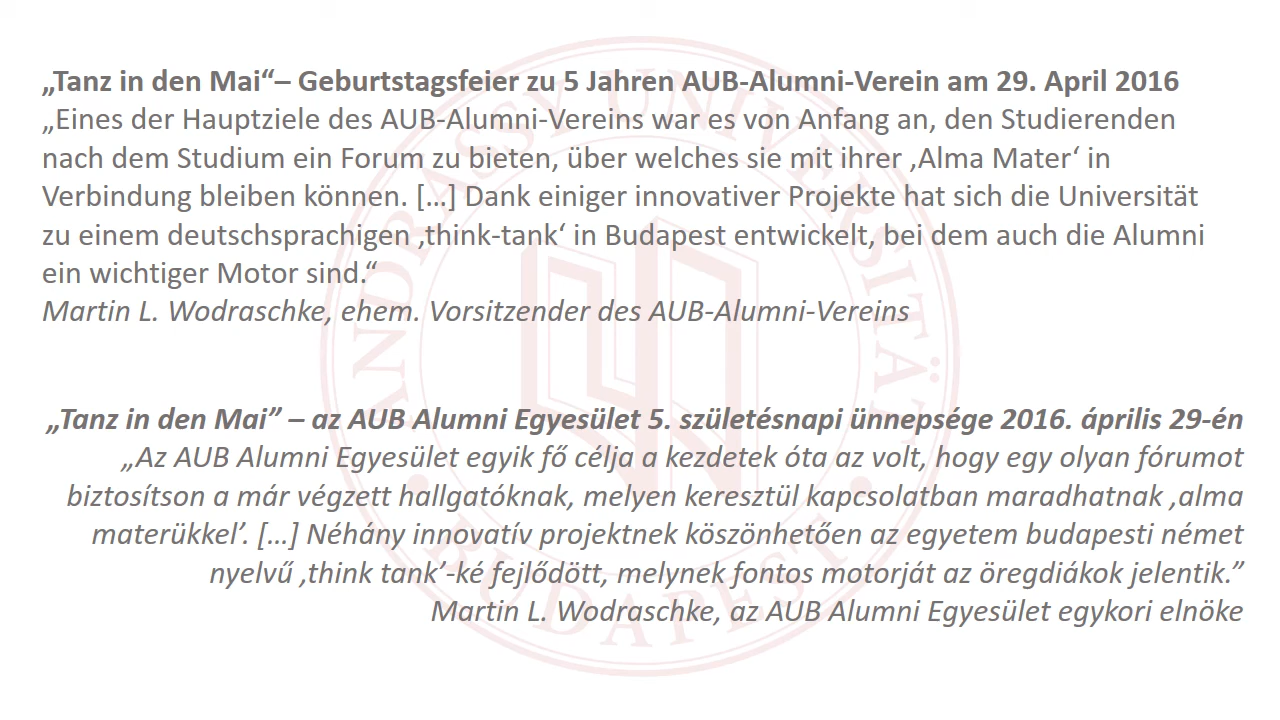 „Tanz in den Mai“– Geburtstagsfeier zu 5 Jahren AUB-Alumni-Verein am 29. April 2016
„Eines der Hauptziele des AUB-Alumni-Vereins war es von Anfang an, den Studierenden
nach dem Studium ein Forum zu bieten, über welches sie mit ihrer ‚Alma Mater‘ in
Verbindung bleiben können. […] Dank einiger innovativer Projekte hat sich die Universität
zu einem deutschsprachigen ‚think-tank‘ in Budapest entwickelt, bei dem auch die Alumni
ein wichtiger Motor sind.“
Martin L. Wodraschke, ehem. Vorsitzender des AUB-Alumni-Vereins
„Tanz in den Mai” – az AUB Alumni Egyesület 5. születésnapi ünnepsége 2016. április 29-én
„Az AUB Alumni Egyesület egyik fő célja a kezdetek óta az volt, hogy egy olyan fórumot
biztosítson a már végzett hallgatóknak, melyen keresztül kapcsolatban maradhatnak ‚alma
materükkel’. […] Néhány innovatív projektnek köszönhetően az egyetem budapesti német
nyelvű ‚think tank’-ké fejlődött, melynek fontos motorját az öregdiákok jelentik.”
Martin L. Wodraschke, az AUB Alumni Egyesület egykori elnöke
ANDRÁSSY UNIVERSITÄT
• BUDAPEST •